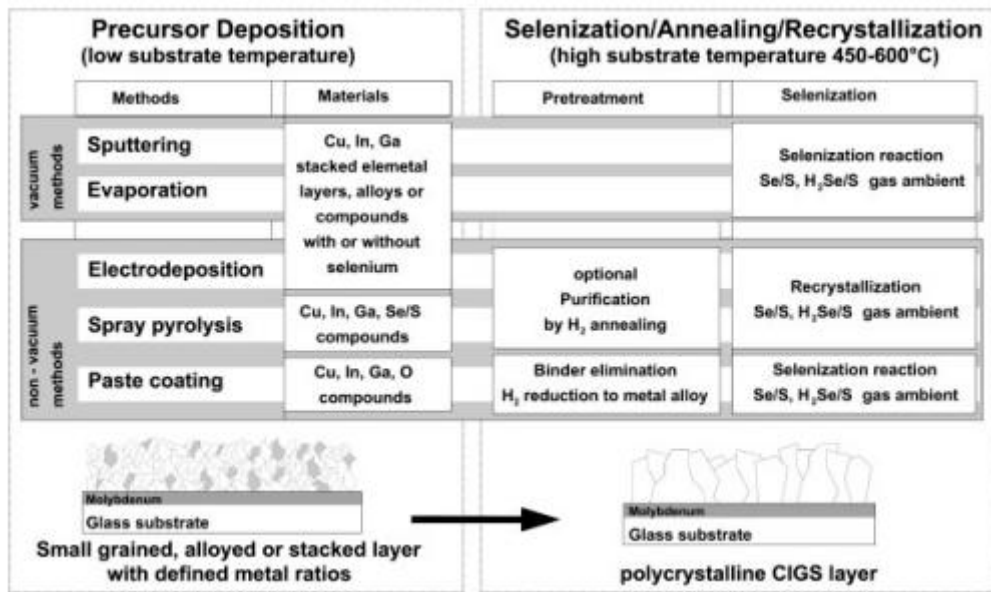 Precursor Deposition
(low substrate temperature)
Selenization/Annealing/Recrystallization
(high substrate temperature 450-600°C)
Methods
Materials
Pretreatment
Selenization
vacuum
methods
Sputtering
Evaporation
Cu, In, Ga
stacked elemetal
layers, alloys or
compounds
with or without
selenium
Selenization reaction
Se/S, H₂Se/S gas ambient
non - vacuum
methods
Electrodeposition
Spray pyrolysis
Cu, In, Ga, Se/S
compounds
optional
Purification
by H₂ annealing
Recrystallization
Se/S, H₂Se/S gas ambient
Paste coating
Cu, In, Ga, O
compounds
Binder elimination
H₂ reduction to metal alloy
Selenization reaction
Se/S, H₂Se/S gas ambient
Molybdenum
Glass substrate
Small grained, alloyed or stacked layer
with defined metal ratios
Molybdenum
Glass substrate
polycrystalline CIGS layer